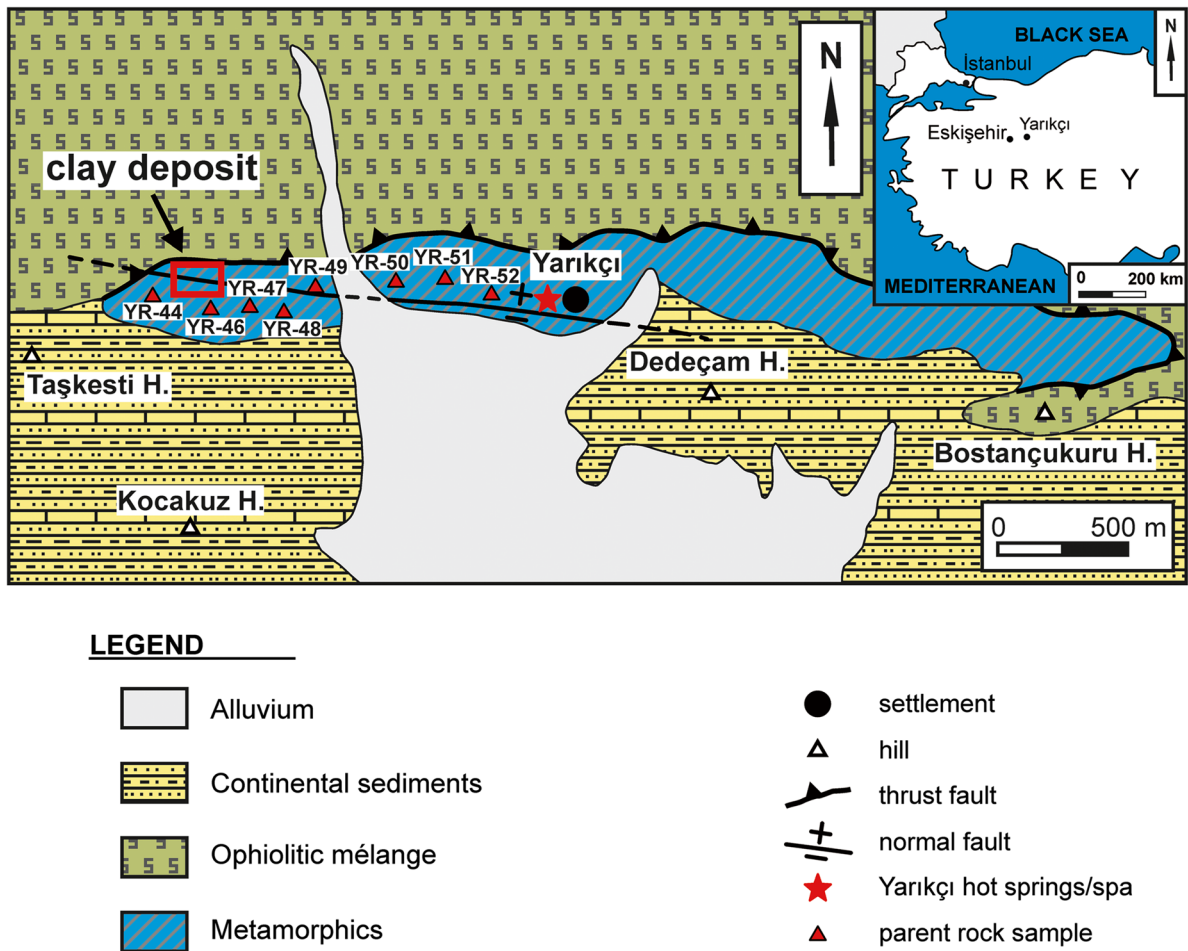 BLACK SEA
N
İstanbul
N
Eskişehir
Yarıkçı
TURKEY
clay deposit
0 200 km
MEDITERRANEAN
YR-49
YR-50
YR-51
YR-52
Yarıkçı
YR-44
YR-47
YR-46
YR-48
Taşkesti H.
Dedeçam H.
Bostançukuru H.
Kocakuz H.
0 500 m
LEGEND
Alluvium
Continental sediments
Ophiolitic mélange
Metamorphics
settlement
hill
thrust fault
normal fault
Yarıkçı hot springs/spa
parent rock sample